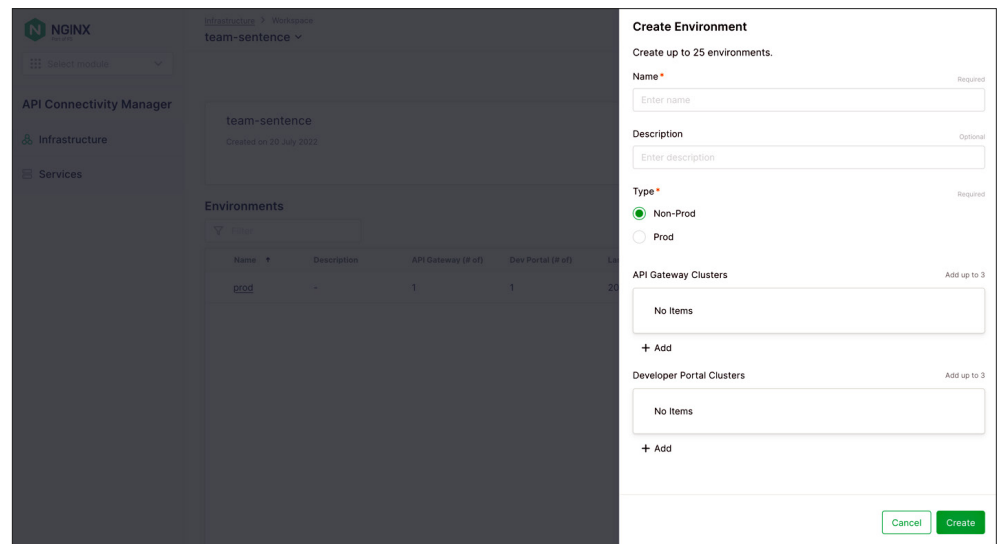 NGINX
Select module
API Connectivity Manager
Infrastructure
Services
Infrastructure > Workspace
team-sentence
team-sentence
Created on 20 July 2022
Environments
Filter
Name Description API Gateway (# of) Dev Portal (# of) La
prod - 1 1 20
Create Environment
Create up to 25 environments.
Name* Required
Enter name
Description Optional
Enter description
Type* Required
Non-Prod
Prod
API Gateway Clusters Add up to 3
No Items
+ Add
Developer Portal Clusters Add up to 3
No Items
+ Add
Cancel Create